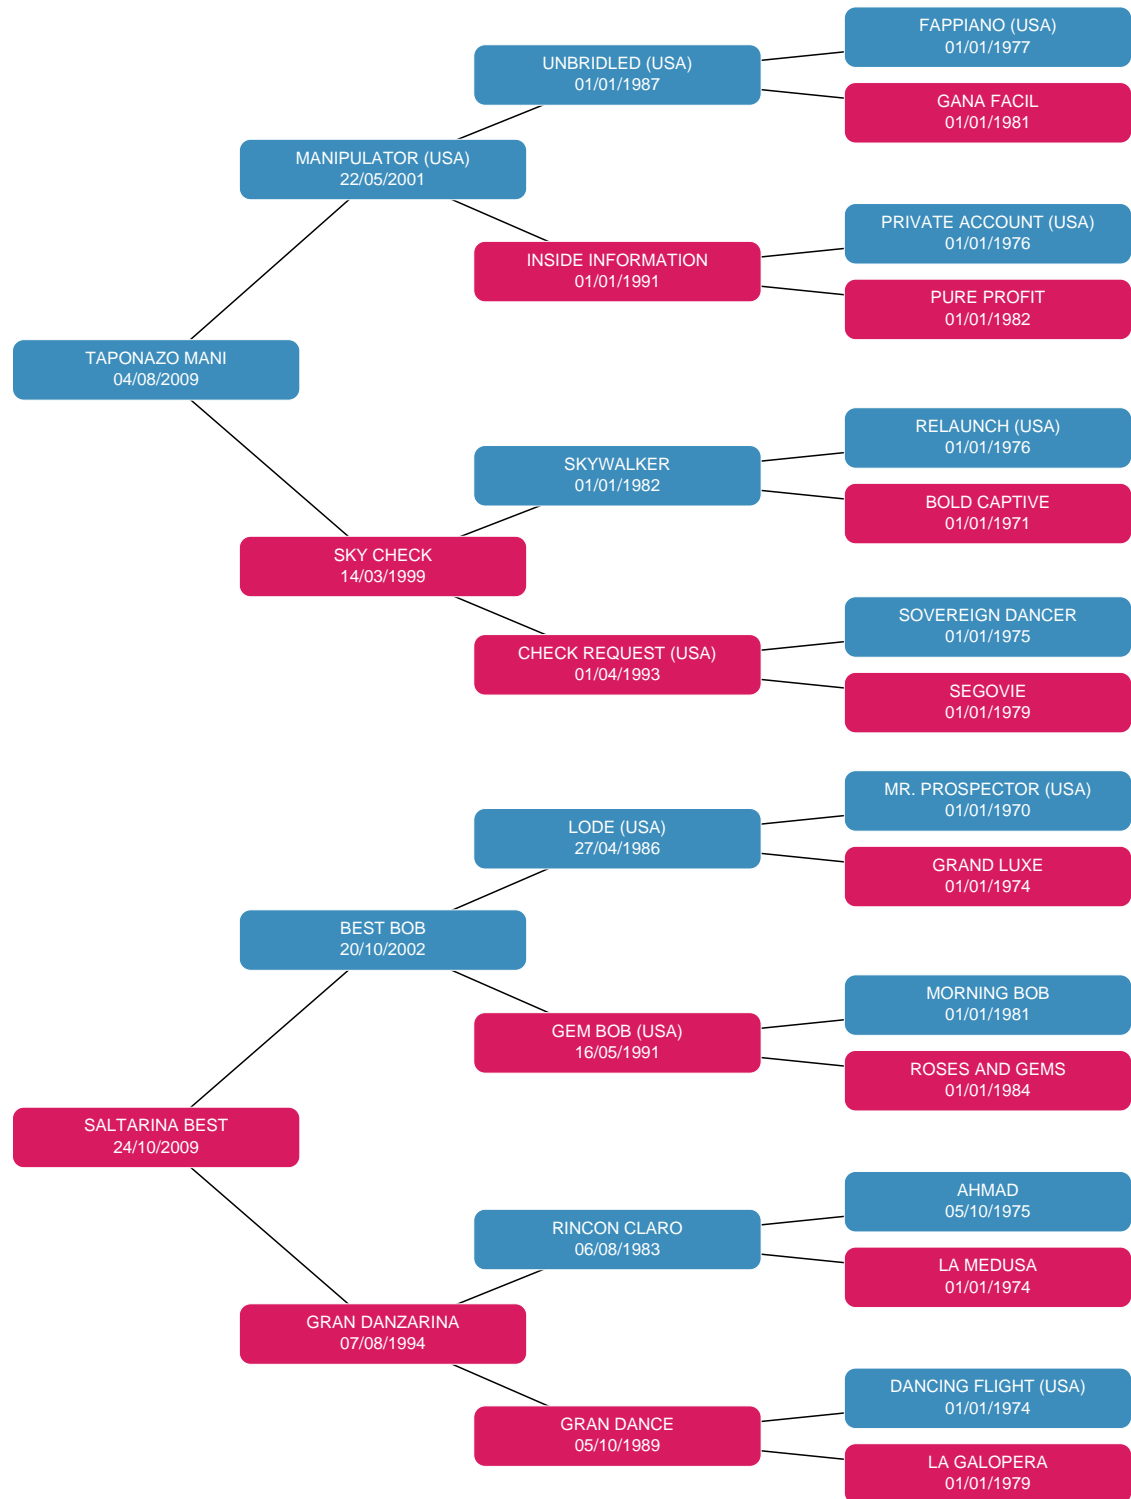 FAPPIANO (USA)
01/01/1977
UNBRIDLED (USA)
01/01/1987
GANA FACIL
01/01/1981
MANIPULATOR (USA)
22/05/2001
PRIVATE ACCOUNT (USA)
01/01/1976
INSIDE INFORMATION
01/01/1991
PURE PROFIT
01/01/1982
TAPONAZO MANI
04/08/2009
RELAUNCH (USA)
01/01/1976
SKYWALKER
01/01/1982
BOLD CAPTIVE
01/01/1971
SKY CHECK
14/03/1999
SOVEREIGN DANCER
01/01/1975
CHECK REQUEST (USA)
01/04/1993
SEGOVIE
01/01/1979
MR. PROSPECTOR (USA)
01/01/1970
LODE (USA)
27/04/1986
GRAND LUXE
01/01/1974
BEST BOB
20/10/2002
MORNING BOB
01/01/1981
GEM BOB (USA)
16/05/1991
ROSES AND GEMS
01/01/1984
SALTARINA BEST
24/10/2009
AHMAD
05/10/1975
RINCON CLARO
06/08/1983
LA MEDUSA
01/01/1974
GRAN DANZARINA
07/08/1994
DANCING FLIGHT (USA)
01/01/1974
GRAN DANCE
05/10/1989
LA GALOPERA
01/01/1979